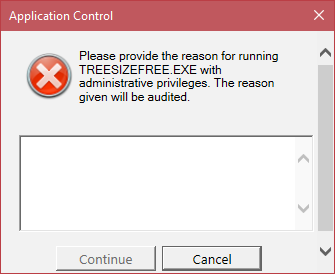 Application Control
Please provide the reason for running
TREESIZEFREE.EXE with
administrative privileges. The reason
given will be audited.
Continue
Cancel